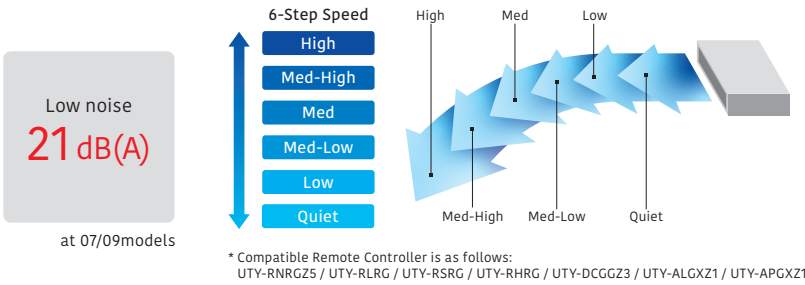 Low noise
21 dB(A)
at 07/09models
6-Step Speed
High
Med-High
Med
Med-Low
Low
Quiet
High Med Low
Med-High Med-Low Quiet
* Compatible Remote Controller is as follows:
UTY-RNRGZ5 / UTY-RLRG / UTY-RSRG / UTY-RHRG / UTY-DCGGZ3 / UTY-ALGXZ1 / UTY-APGXZ1